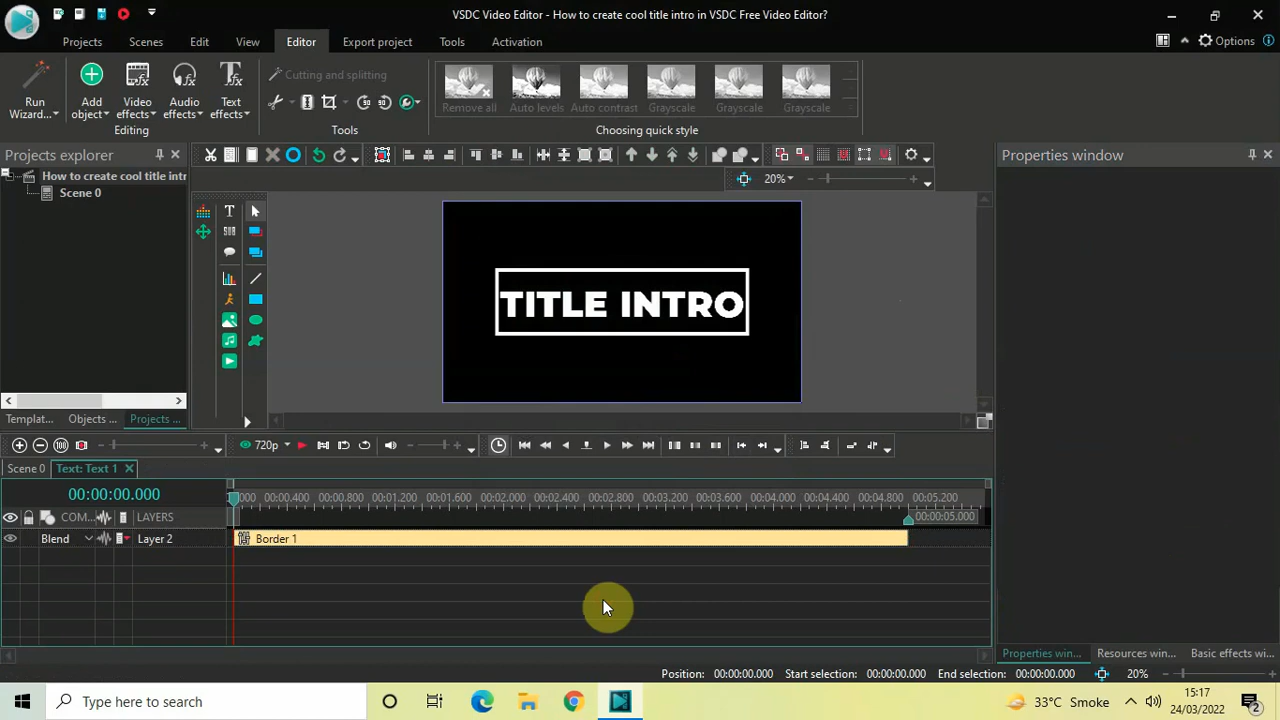 VSDC Video Editor - How to create cool title intro in VSDC Free Video Editor?
Projects Scenes Edit View Editor Export project Tools Activation
Options
Run Wizard...
Add object
Video effects
Audio effects
Text effects
Editing
Cutting and splitting
Tools
Remove all Auto levels Auto contrast Grayscale Grayscale Grayscale
Choosing quick style
Projects explorer
How to create cool title intr
Scene 0
20%
Properties window
T
TITLE INTRO
Templat... Objects ... Projects ...
720p
Scene 0 Text: Text 1
00:00:00.000
000 00:00.400 00:00.800 00:01.200 00:01.600 00:02.000 00:02.400 00:02.800 00:03.200 00:03.600 00:04.000 00:04.400 00:04.800 00:05.200
COM... LAYERS
00:00:05.000
Blend Layer 2 Border 1
Properties win... Resources win... Basic effects wi...
Position: 00:00:00.000 Start selection: 00:00:00.000 End selection: 00:00:00.000 20%
Type here to search
33°C Smoke
15:17
24/03/2022
2